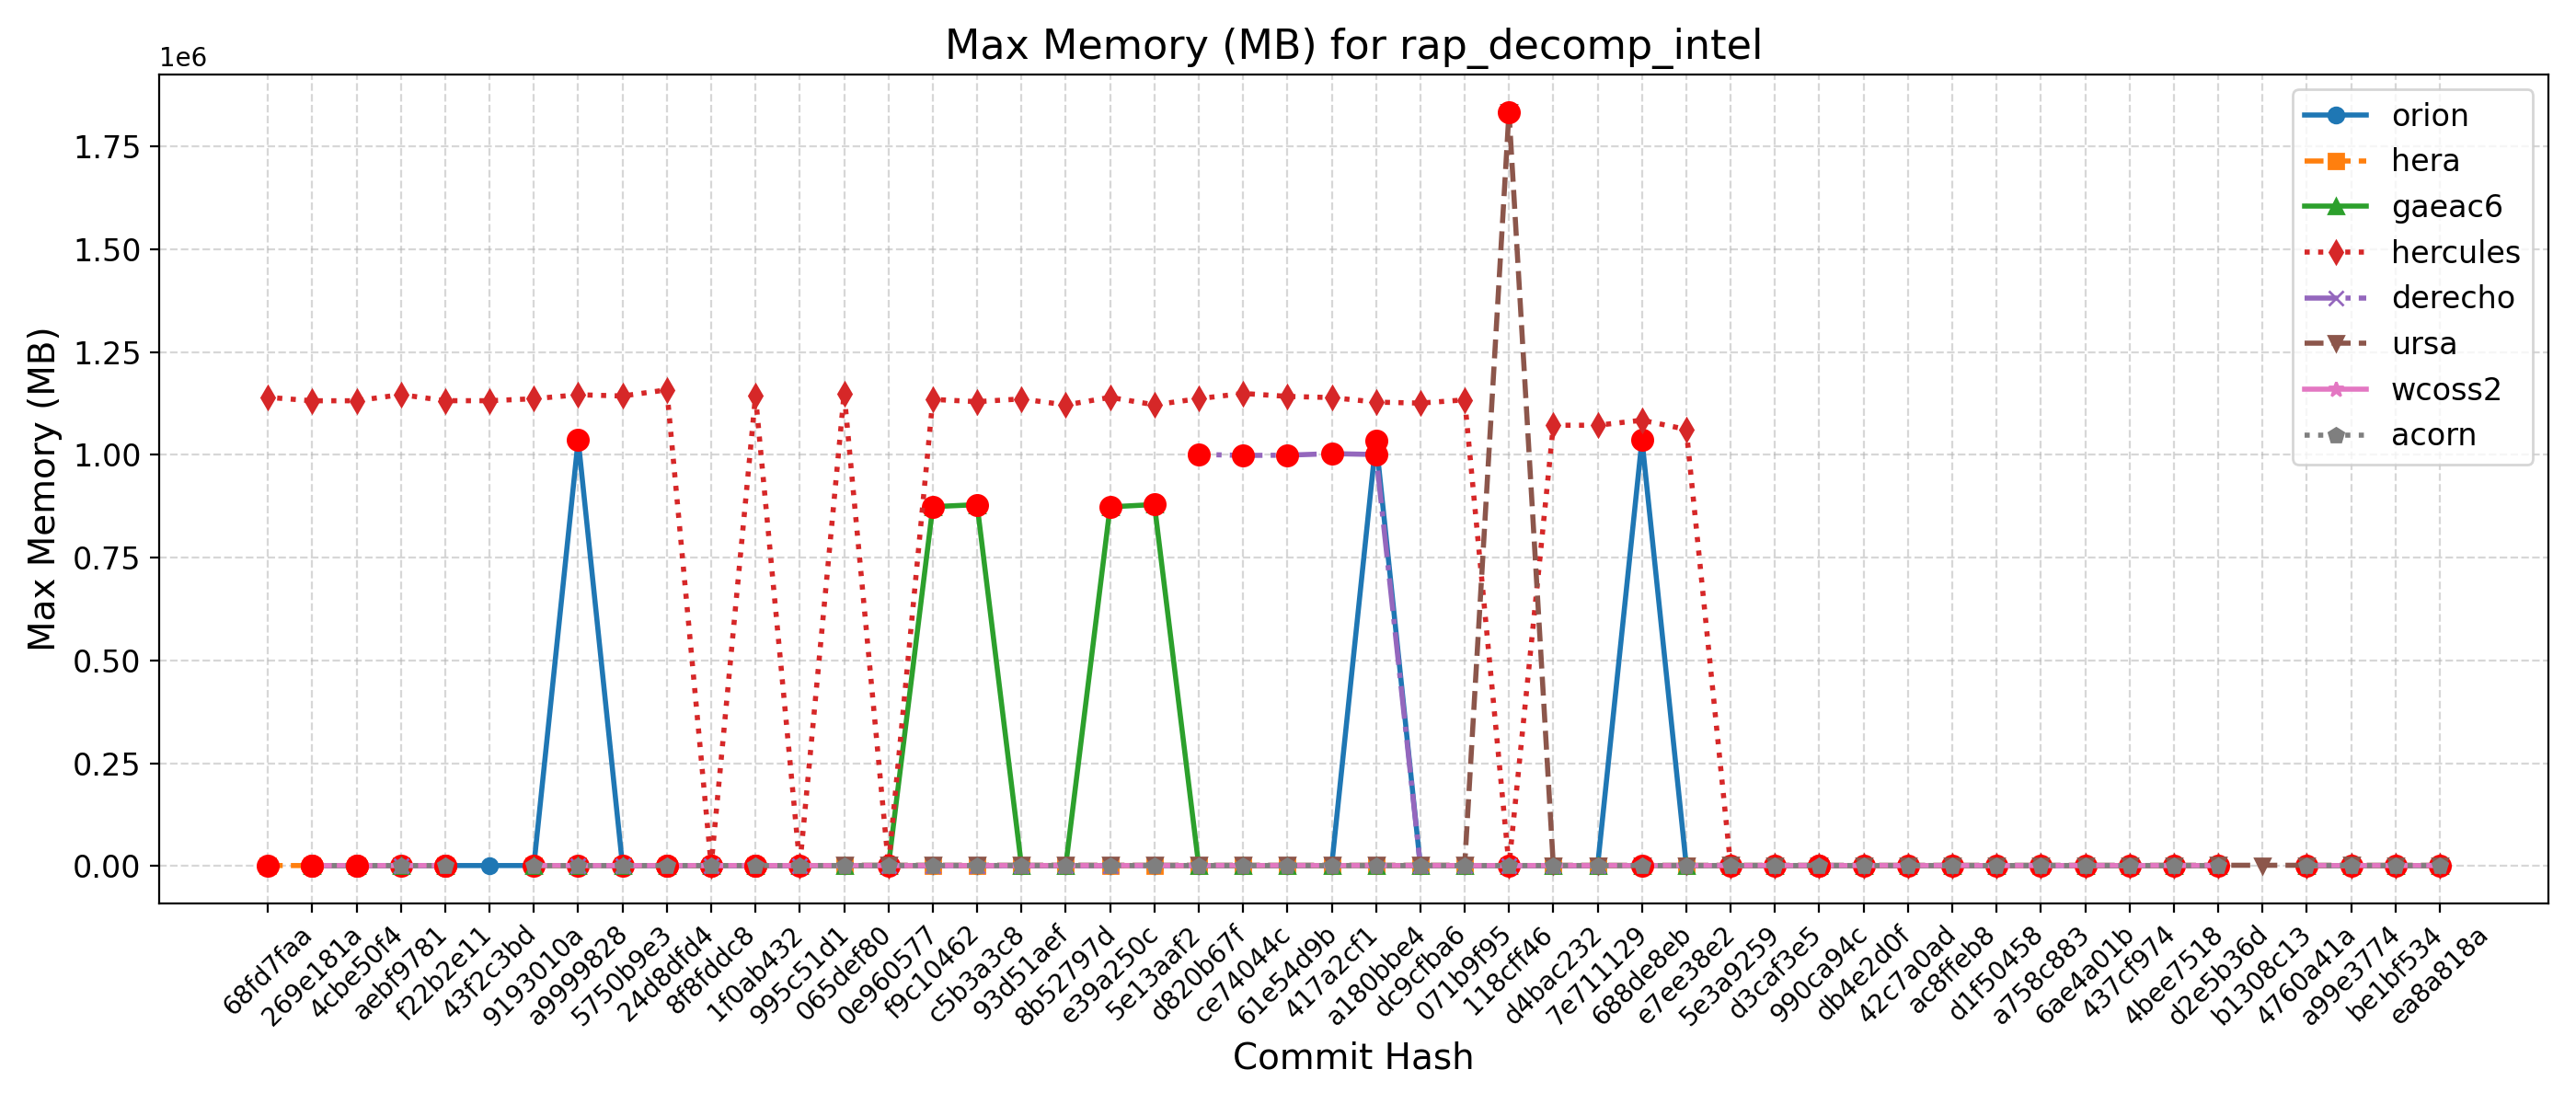 Max Memory (MB) for rap_decomp_intel
1e6
1.75
1.50
1.25
1.00
0.75
0.50
0.25
0.00
Max Memory (MB)
orion
hera
gaeac6
hercules
derecho
ursa
wcoss2
acorn
68fd7faa
269e181a
4cbe50f4
aebf9781
f22b2e11
43f2c3bd
9193010a
a9999828
5750b9e3
24d8dfd4
8f8fddc8
1f0ab432
995c51d1
065def80
0e960577
f9c10462
c5b3a3c8
93d51aef
8b52797d
e39a250c
5e13aaf2
d820b67f
ce74044c
61e54d9b
417a2cf1
a180bbe4
dc9cfba6
071b9f95
118cff46
d4bac232
7e711129
688de8eb
e7ee38e2
5e3a9259
d3caf3e5
990ca94c
db4e2d0f
42c7a0ad
ac8ffeb8
d1f50458
a758c883
6ae4a01b
437cf974
4bee7518
d2e5b36d
b1308c13
4760a41a
a99e3774
be1bf534
ea8a818a
Commit Hash